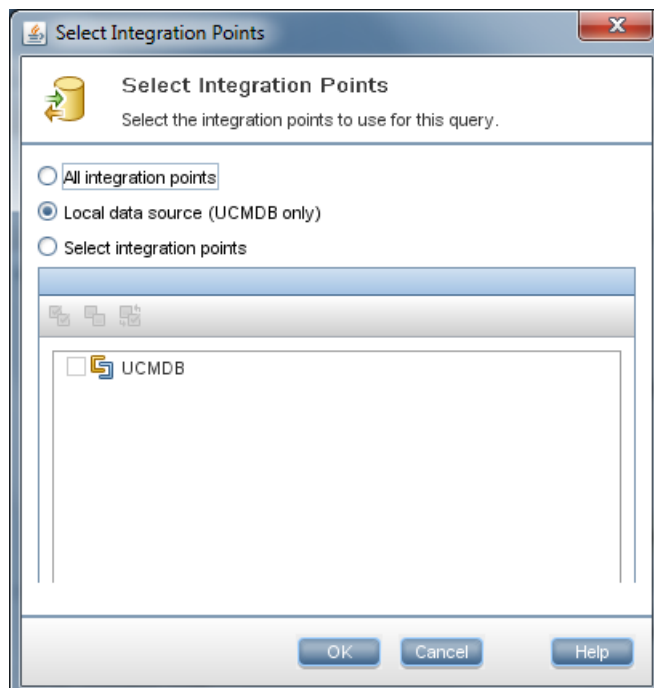 Select Integration Points
Select Integration Points
Select the integration points to use for this query.
All integration points
Local data source (UCMDB only)
Select integration points
UCMDB
OK Cancel Help